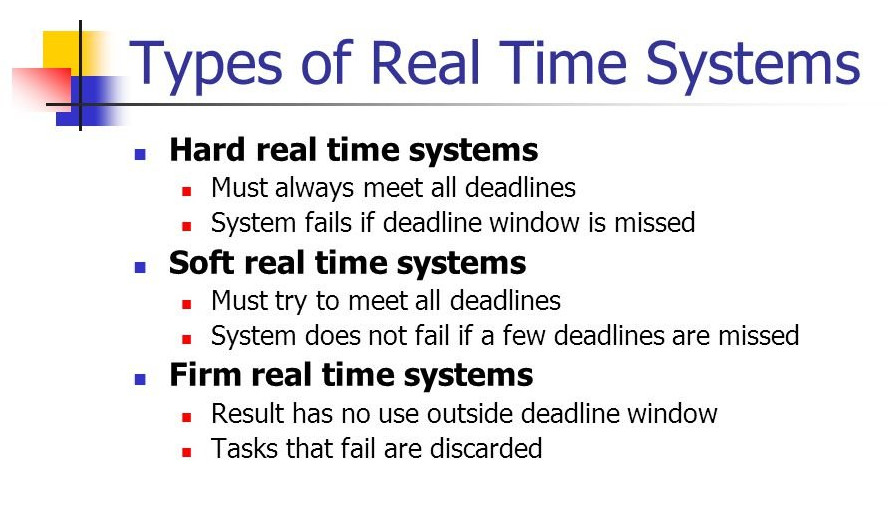 Types of Real Time Systems
Hard real time systems
Must always meet all deadlines
System fails if deadline window is missed
Soft real time systems
Must try to meet all deadlines
System does not fail if a few deadlines are missed
Firm real time systems
Result has no use outside deadline window
Tasks that fail are discarded